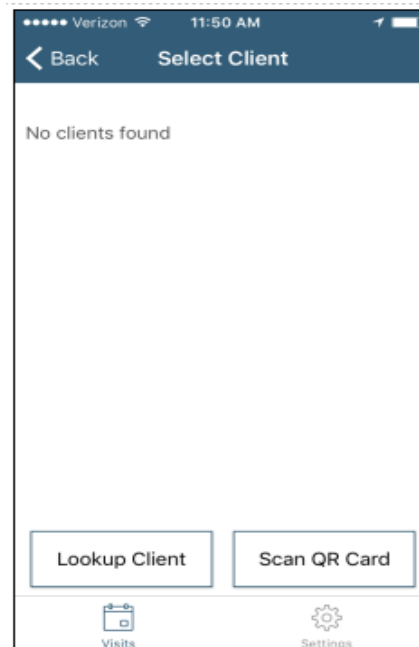 Verizon 11:50 AM
Back Select Client
No clients found
Lookup Client Scan QR Card
Visits Settings